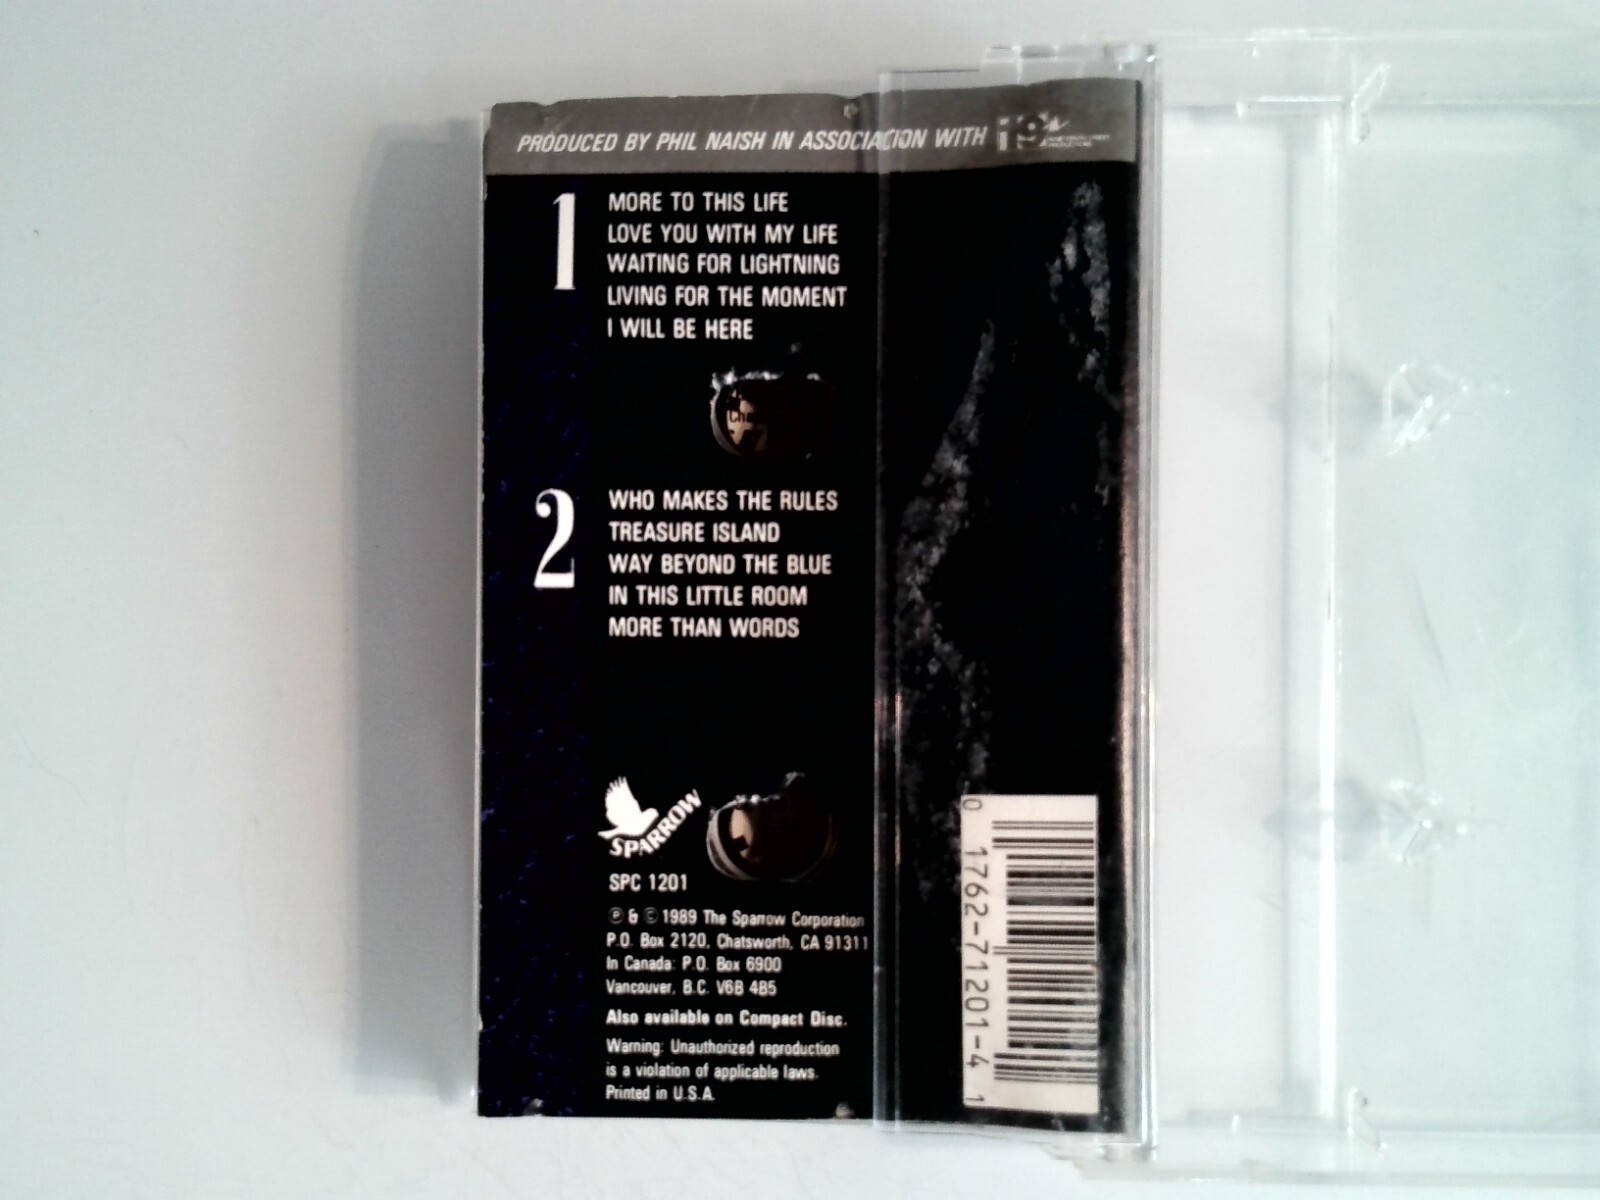 PRODUCED BY PHIL NAISH IN ASSOCIACION WITH 19
1
MORE TO THIS LIFE
LOVE YOU WITH MY LIFE
WAITING FOR LIGHTNING
LIVING FOR THE MOMENT
I WILL BE HERE
2
WHO MAKES THE RULES
TREASURE ISLAND
WAY BEYOND THE BLUE
IN THIS LITTLE ROOM
MORE THAN WORDS
SPARROW
SPC 1201
℗ & © 1989 The Sparrow Corporation
P.O. Box 2120, Chatsworth, CA 91311
In Canada: P.O. Box 6900
Vancouver, B.C. V6B 4B5
Also available on Compact Disc.
Warning: Unauthorized reproduction
is a violation of applicable laws.
Printed in U.S.A.
0 1762-71201-4 1